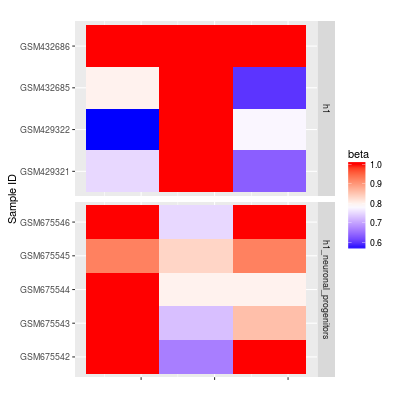 GSM432686
GSM432685
GSM429322
GSM429321
h1
GSM675546
GSM675545
GSM675544
GSM675543
GSM675542
h1_neuronal_progenitors
Sample ID
beta
1.0
0.9
0.8
0.7
0.6